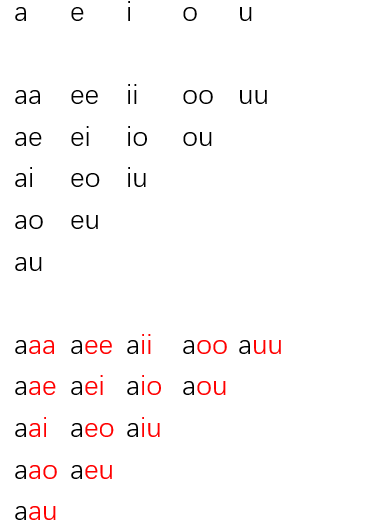 a e i o u
aa ee ii oo uu
ae ei io ou
ai eo iu
ao eu
au
aaa aee aii aoo auu
aae aei aio aou
aai aeo aiu
aao aeu
aau